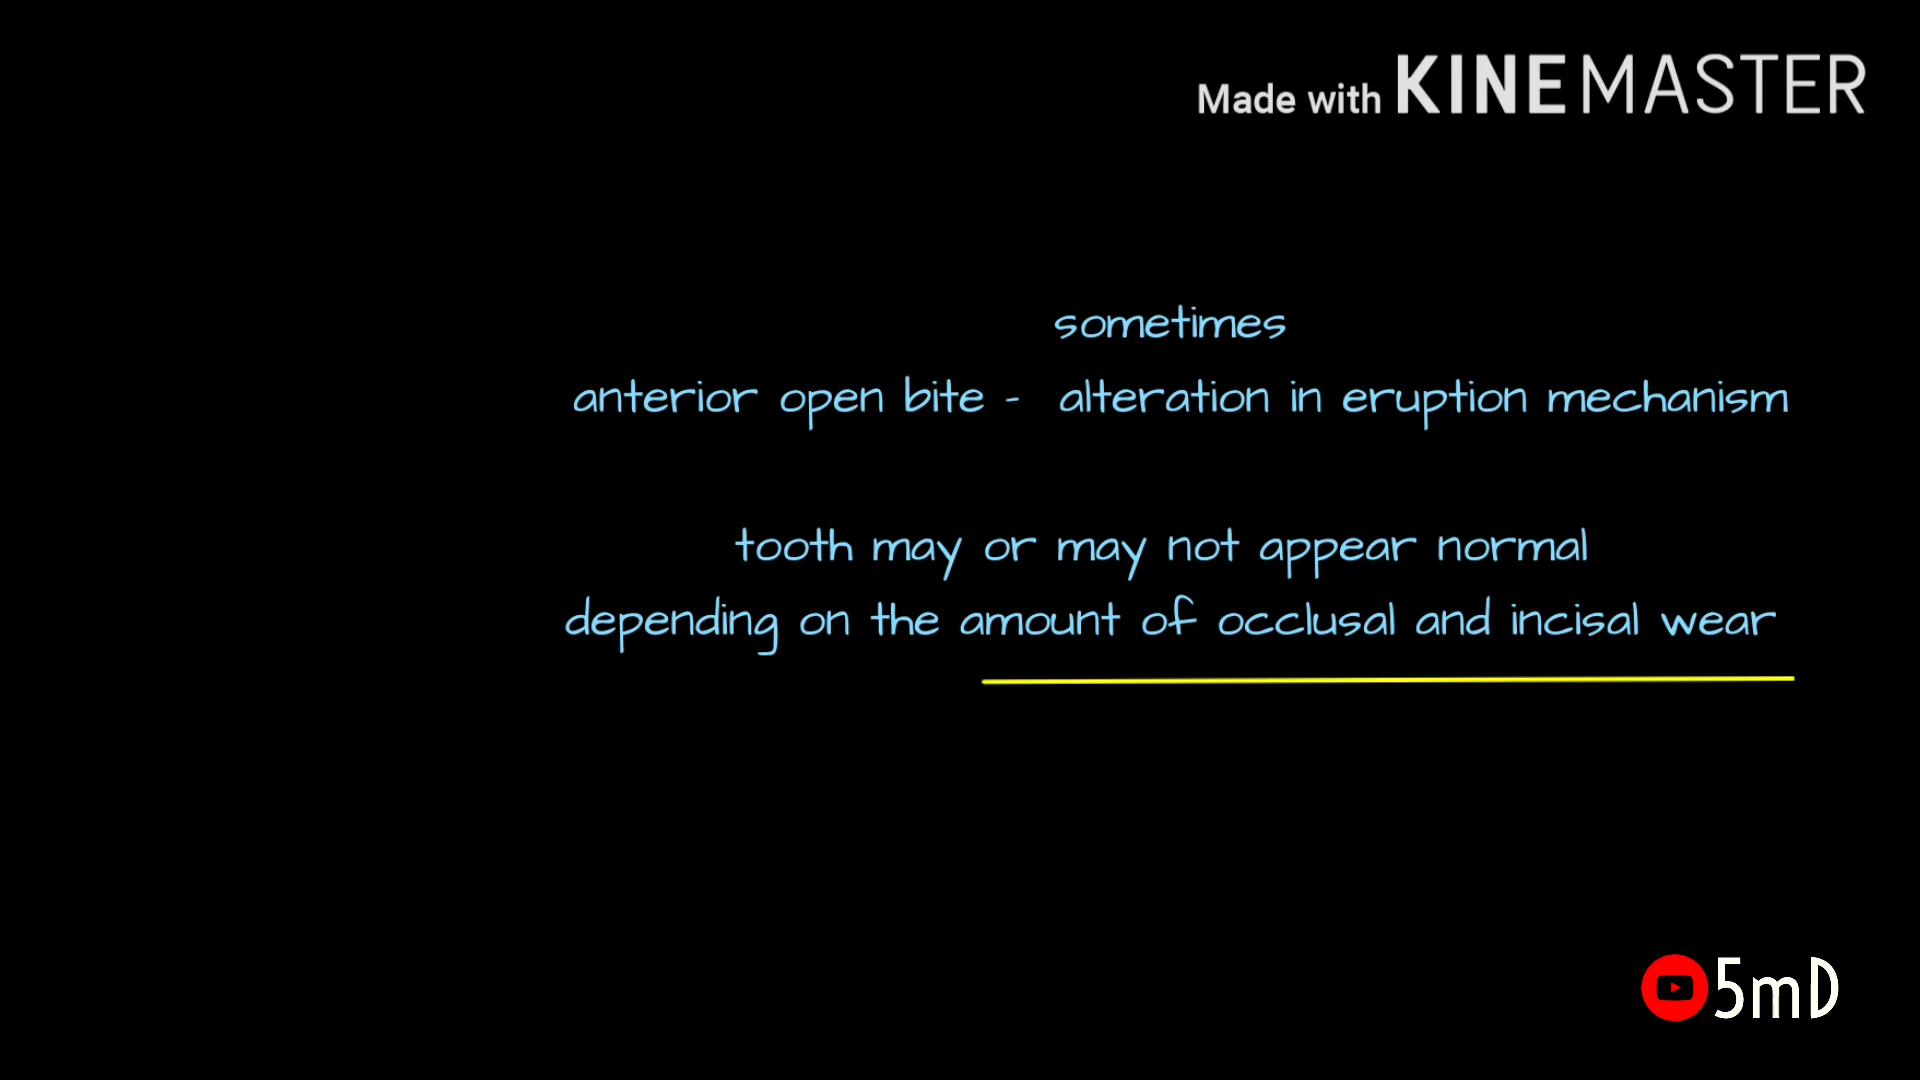 Made with KINEMASTER
sometimes
anterior open bite - alteration in eruption mechanism
tooth may or may not appear normal
depending on the amount of occlusal and incisal wear
5mD